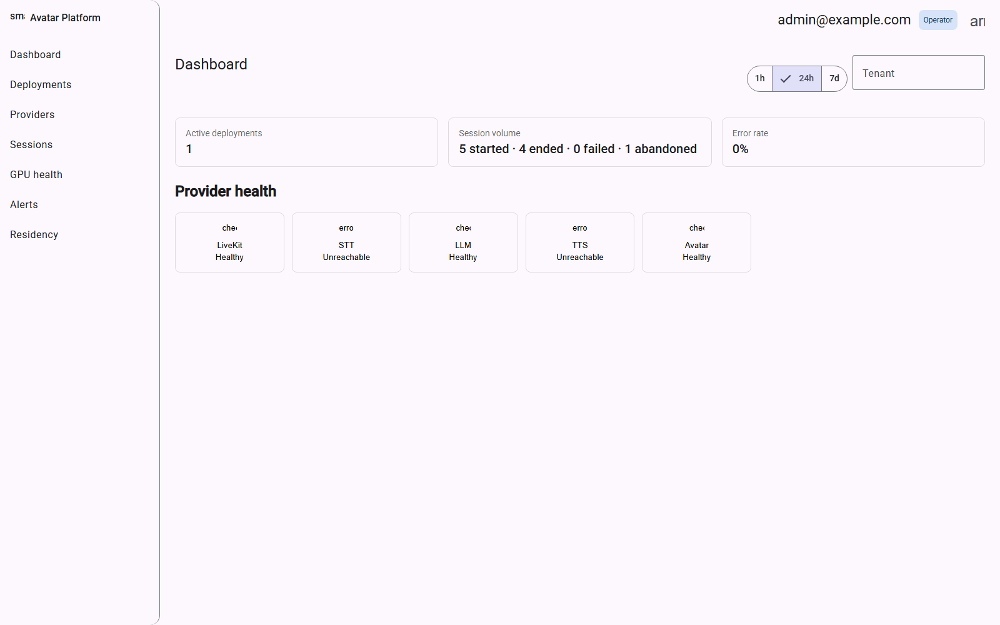 sm Avatar Platform
admin@example.com Operator ar
Dashboard
Deployments
Providers
Sessions
GPU health
Alerts
Residency
Dashboard
1h 24h 7d Tenant
Active deployments
1
Session volume
5 started · 4 ended · 0 failed · 1 abandoned
Error rate
0%
Provider health
che
LiveKit
Healthy
erro
STT
Unreachable
che
LLM
Healthy
erro
TTS
Unreachable
che
Avatar
Healthy